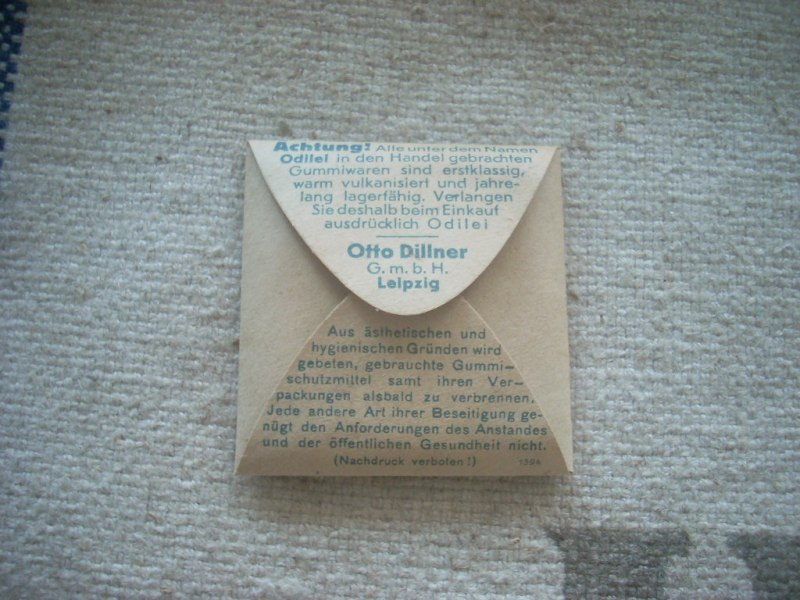 Achtung! Alle unter dem Namen
Odilei in den Handel gebrachten
Gummiwaren sind erstklassig,
warm vulkanisiert und jahre-
lang lagerfähig. Verlangen
Sie deshalb beim Einkauf
ausdrücklich Odilei
Otto Dillner
G. m. b. H.
Leipzig
Aus ästhetischen und
hygienischen Gründen wird
gebeten, gebrauchte Gummi-
schutzmittel samt ihren Ver-
packungen alsbald zu verbrennen.
Jede andere Art ihrer Beseitigung ge-
nügt den Anforderungen des Anstandes
und der öffentlichen Gesundheit nicht.
(Nachdruck verboten!)